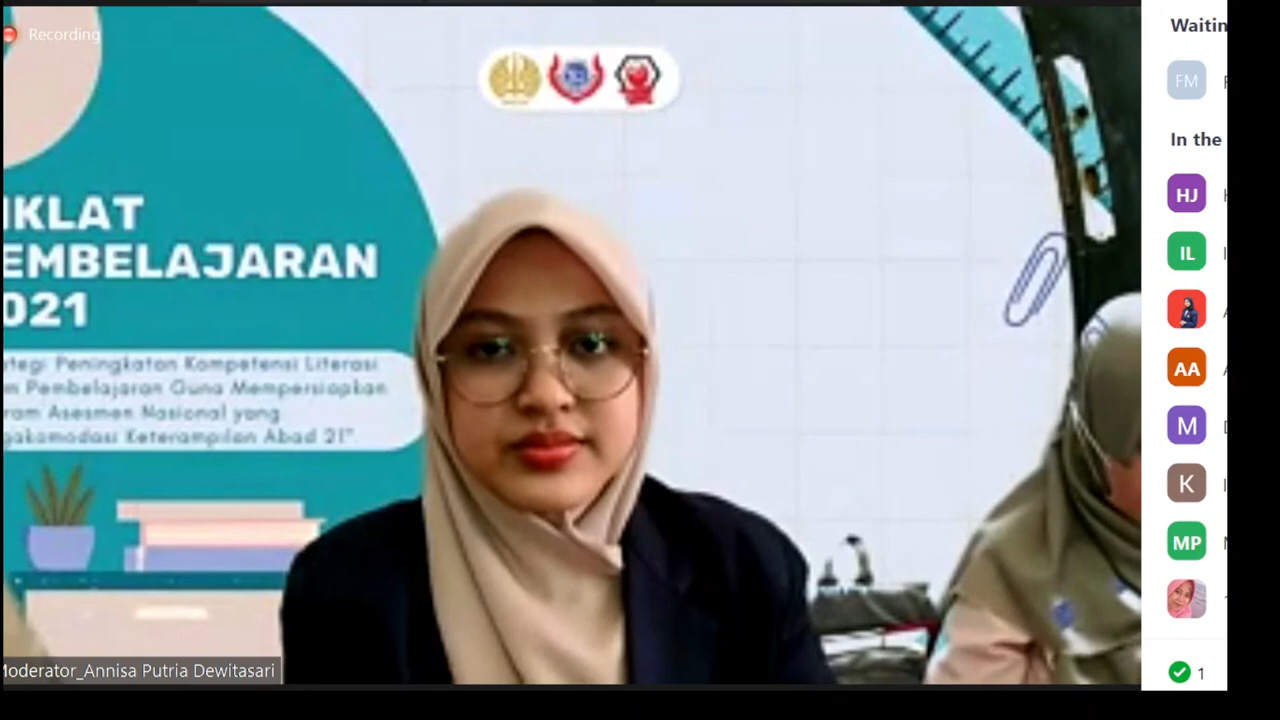 Recording
IKLAT
EMBELAJARAN
021
ategi Peningkatan Kompetensi Literasi
m Pembelajaran Guna Mempersiapkan
ram Asesmen Nasional yang
gakomodasi Keterampilan Abad 21".
Moderator_Annisa Putria Dewitasari
Waitin
FM
In the
HJ
IL
AA
M
K
MP
1